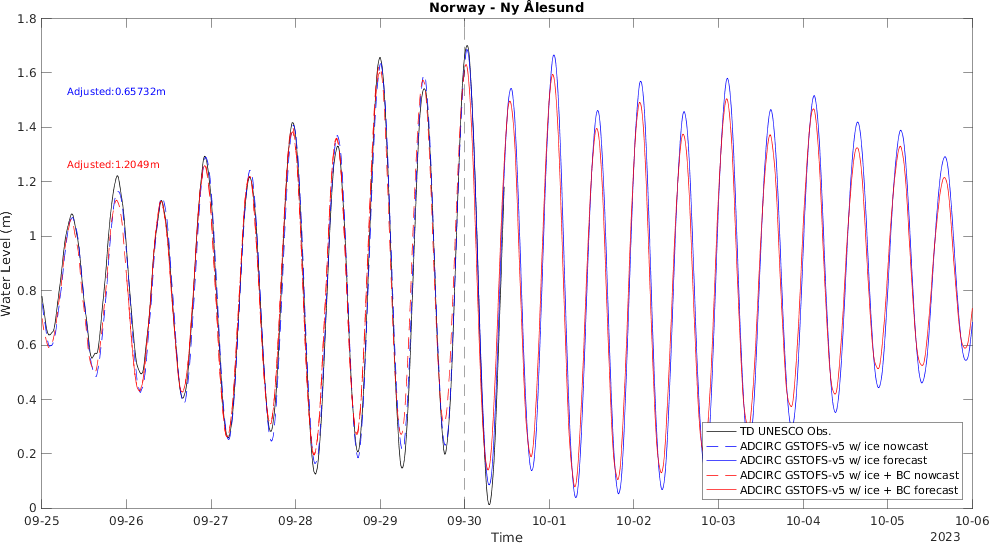 Norway - Ny Ålesund
1.8
1.6
1.4
1.2
1
0.8
0.6
0.4
0.2
0
Water Level (m)
Adjusted:0.65732m
Adjusted:1.2049m
TD UNESCO Obs.
ADCIRC GSTOFS-v5 w/ ice nowcast
ADCIRC GSTOFS-v5 w/ ice forecast
ADCIRC GSTOFS-v5 w/ ice + BC nowcast
ADCIRC GSTOFS-v5 w/ ice + BC forecast
09-25 09-26 09-27 09-28 09-29 09-30 10-01 10-02 10-03 10-04 10-05 10-06
Time
2023